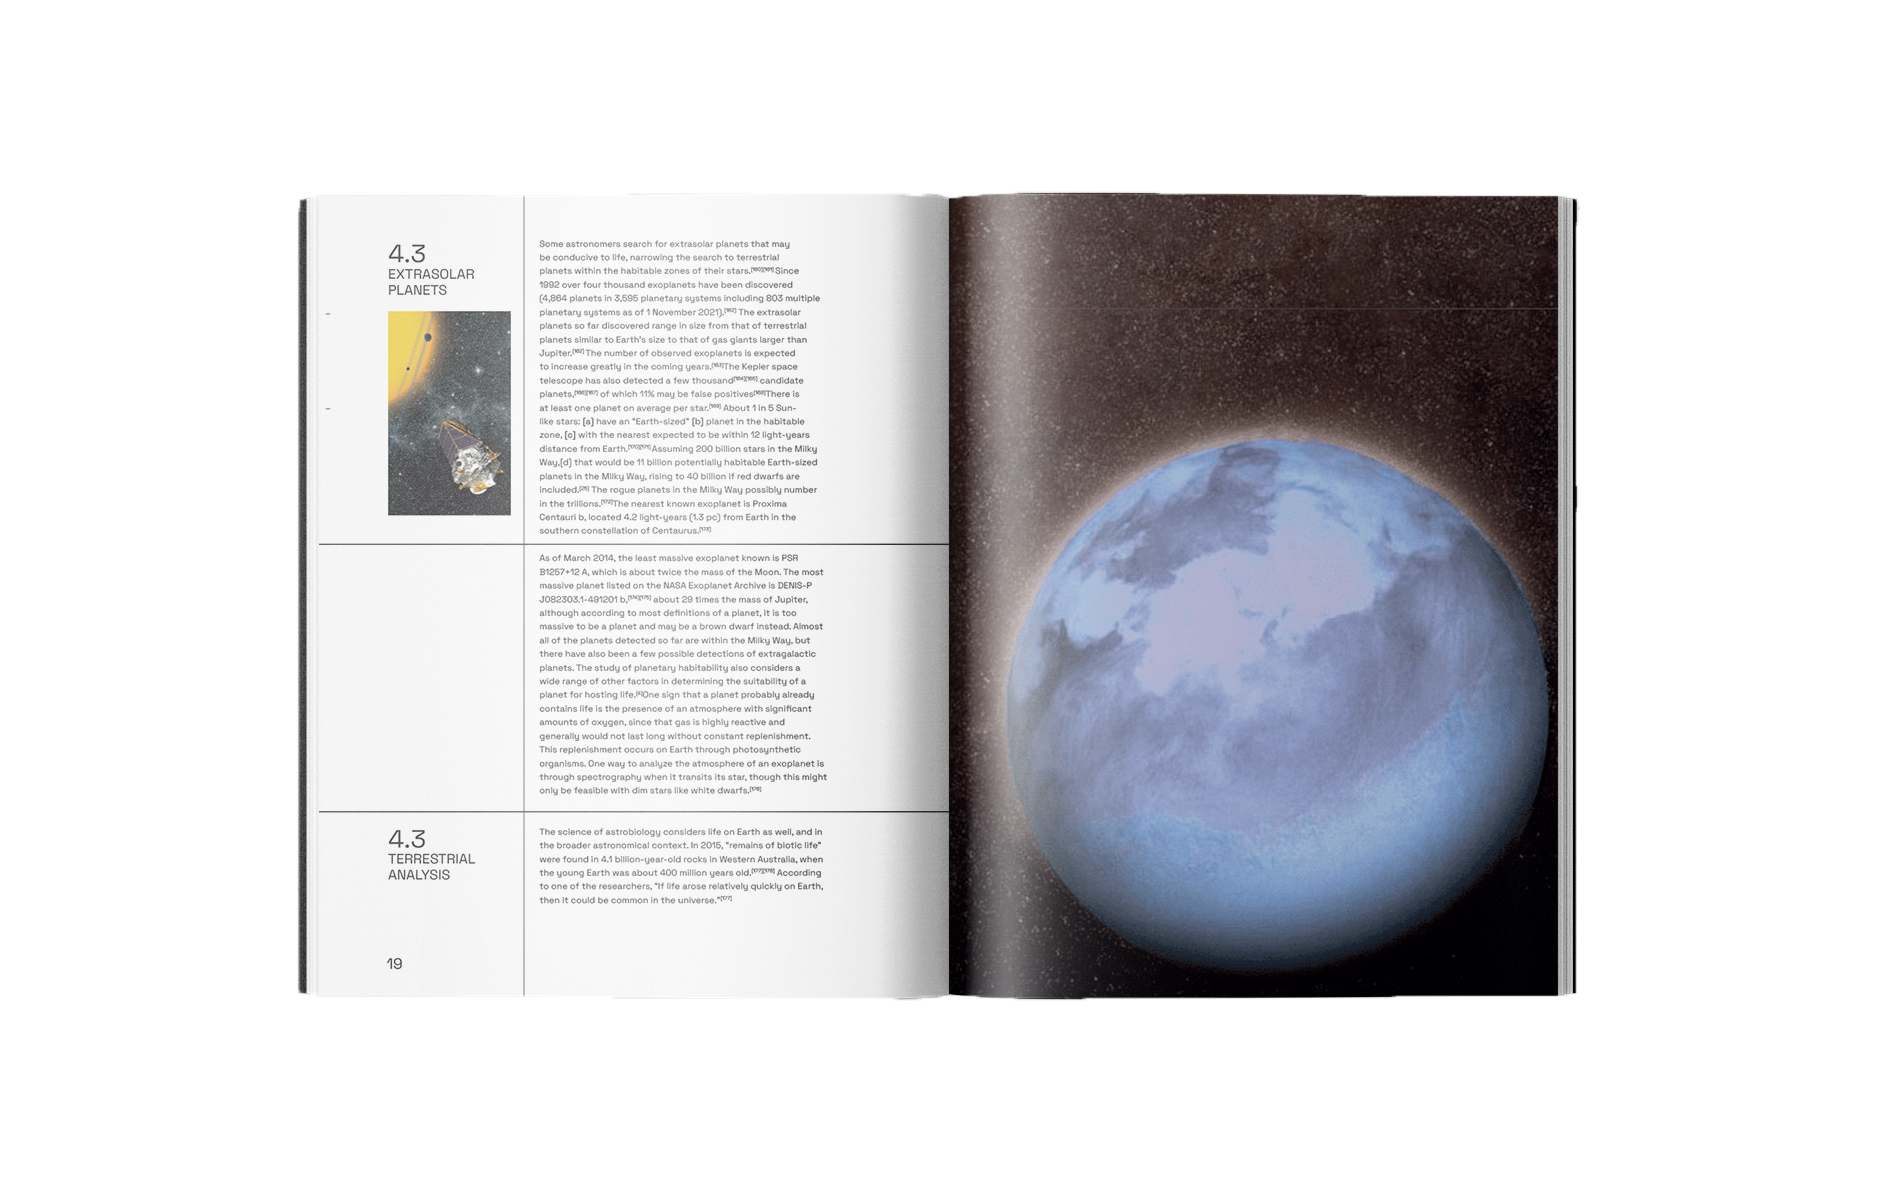 4.3
EXTRASOLAR
PLANETS
Some astronomers search for extrasolar planets that may
be conducive to life, narrowing the search to terrestrial
planets within the habitable zones of their stars.[160][161] Since
1992 over four thousand exoplanets have been discovered
(4,864 planets in 3,595 planetary systems including 803 multiple
planetary systems as of 1 November 2021).[162] The extrasolar
planets so far discovered range in size from that of terrestrial
planets similar to Earth's size to that of gas giants larger than
Jupiter.[162] The number of observed exoplanets is expected
to increase greatly in the coming years.[163]The Kepler space
telescope has also detected a few thousand[164][165] candidate
planets,[166][167] of which 11% may be false positives[168]There is
at least one planet on average per star.[169] About 1 in 5 Sun-
like stars: [a] have an "Earth-sized" [b] planet in the habitable
zone, [c] with the nearest expected to be within 12 light-years
distance from Earth.[170][171] Assuming 200 billion stars in the Milky
Way,[d] that would be 11 billion potentially habitable Earth-sized
planets in the Milky Way, rising to 40 billion if red dwarfs are
included.[25] The rogue planets in the Milky Way possibly number
in the trillions.[172]The nearest known exoplanet is Proxima
Centauri b, located 4.2 light-years (1.3 pc) from Earth in the
southern constellation of Centaurus.[173]
As of March 2014, the least massive exoplanet known is PSR
B1257+12 A, which is about twice the mass of the Moon. The most
massive planet listed on the NASA Exoplanet Archive is DENIS-P
J082303.1-491201 b,[174][175] about 29 times the mass of Jupiter,
although according to most definitions of a planet, it is too
massive to be a planet and may be a brown dwarf instead. Almost
all of the planets detected so far are within the Milky Way, but
there have also been a few possible detections of extragalactic
planets. The study of planetary habitability also considers a
wide range of other factors in determining the suitability of a
planet for hosting life.[4]One sign that a planet probably already
contains life is the presence of an atmosphere with significant
amounts of oxygen, since that gas is highly reactive and
generally would not last long without constant replenishment.
This replenishment occurs on Earth through photosynthetic
organisms. One way to analyze the atmosphere of an exoplanet is
through spectrography when it transits its star, though this might
only be feasible with dim stars like white dwarfs.[176]
4.3
TERRESTRIAL
ANALYSIS
The science of astrobiology considers life on Earth as well, and in
the broader astronomical context. In 2015, "remains of biotic life"
were found in 4.1 billion-year-old rocks in Western Australia, when
the young Earth was about 400 million years old.[177][178] According
to one of the researchers, "If life arose relatively quickly on Earth,
then it could be common in the universe."[177]
19